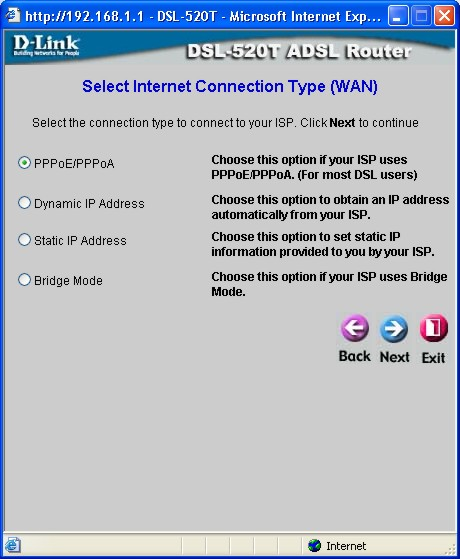 http://192.168.1.1 - DSL-520T - Microsoft Internet Exp...
D-Link
Building Networks for People
DSL-520T ADSL Router
Select Internet Connection Type (WAN)
Select the connection type to connect to your ISP. Click Next to continue
PPPoE/PPPoA
Choose this option if your ISP uses
PPPoE/PPPoA. (For most DSL users)
Dynamic IP Address
Choose this option to obtain an IP address
automatically from your ISP.
Static IP Address
Choose this option to set static IP
information provided to you by your ISP.
Bridge Mode
Choose this option if your ISP uses Bridge
Mode.
Back Next Exit
Internet